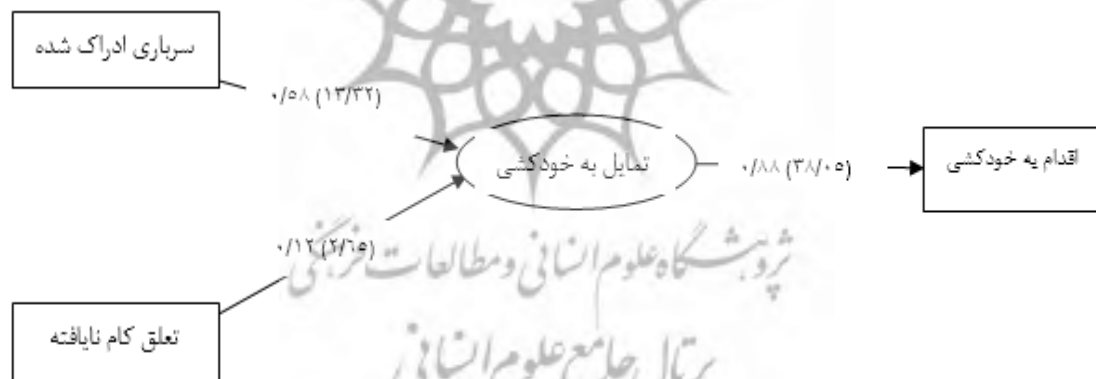 سرباری ادراک شده
۰/۵۸ (۱۳/۳۲)
تمایل به خودکشی
۰/۸۸ (۳۸/۰۵)
اقدام یه خودکشی
۰/۱۲ (۲/۶۵)
پژوهشگاه علوم انسانی و مطالعات فرهنگی
تعلق کام نایافته
پرتال جامع علوم انسانی